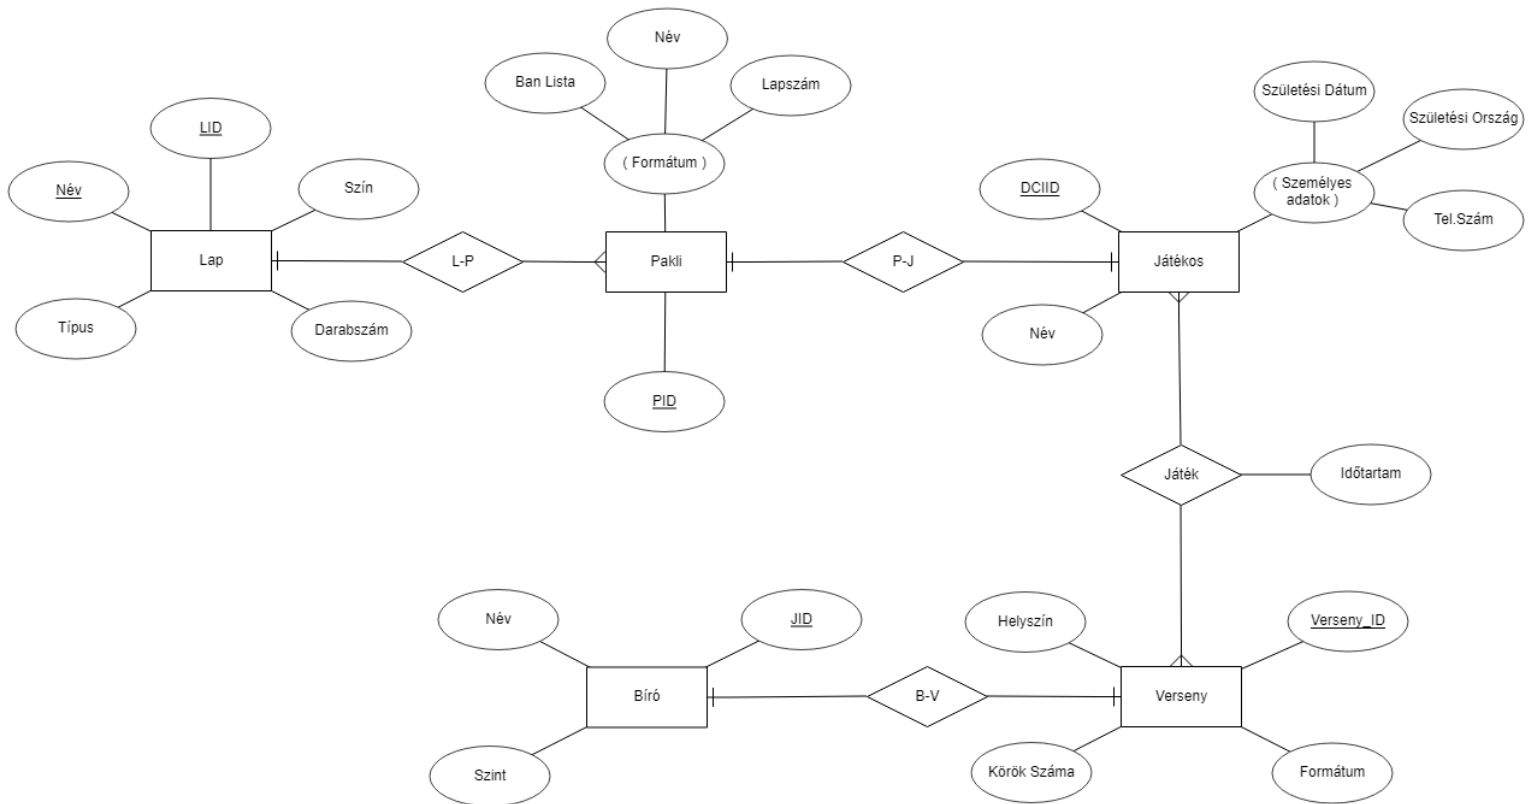 Név
Ban Lista
Lapszám
Születési Dátum
Születési Ország
LID
( Formátum )
Név
Szín
DCIID
( Személyes
adatok )
Tel.Szám
Lap
L-P
Pakli
P-J
Játékos
Típus
Darabszám
Név
PID
Játék
Időtartam
Név
JID
Helyszín
Verseny_ID
Bíró
B-V
Verseny
Szint
Körök Száma
Formátum